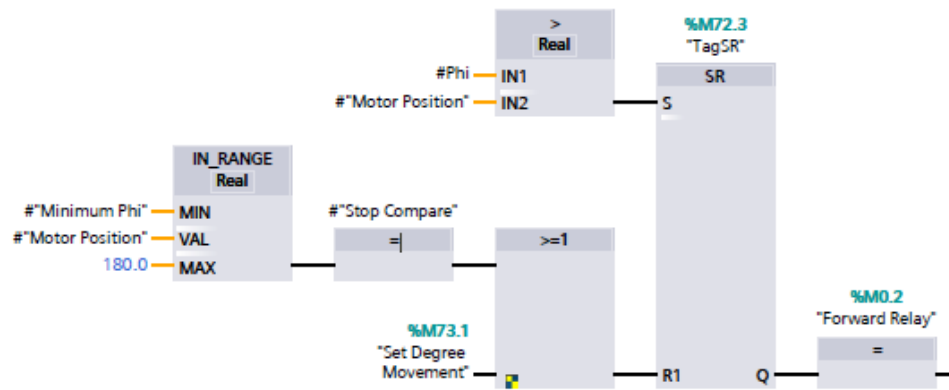 >
Real
%M72.3
"TagSR"
#Phi IN1
SR
#"Motor Position" IN2
S
IN_RANGE
Real
#"Minimum Phi" MIN
#"Stop Compare"
#"Motor Position" VAL
=
>=1
180.0 MAX
%M0.2
"Forward Relay"
%M73.1
"Set Degree
Movement"
=
R1 Q